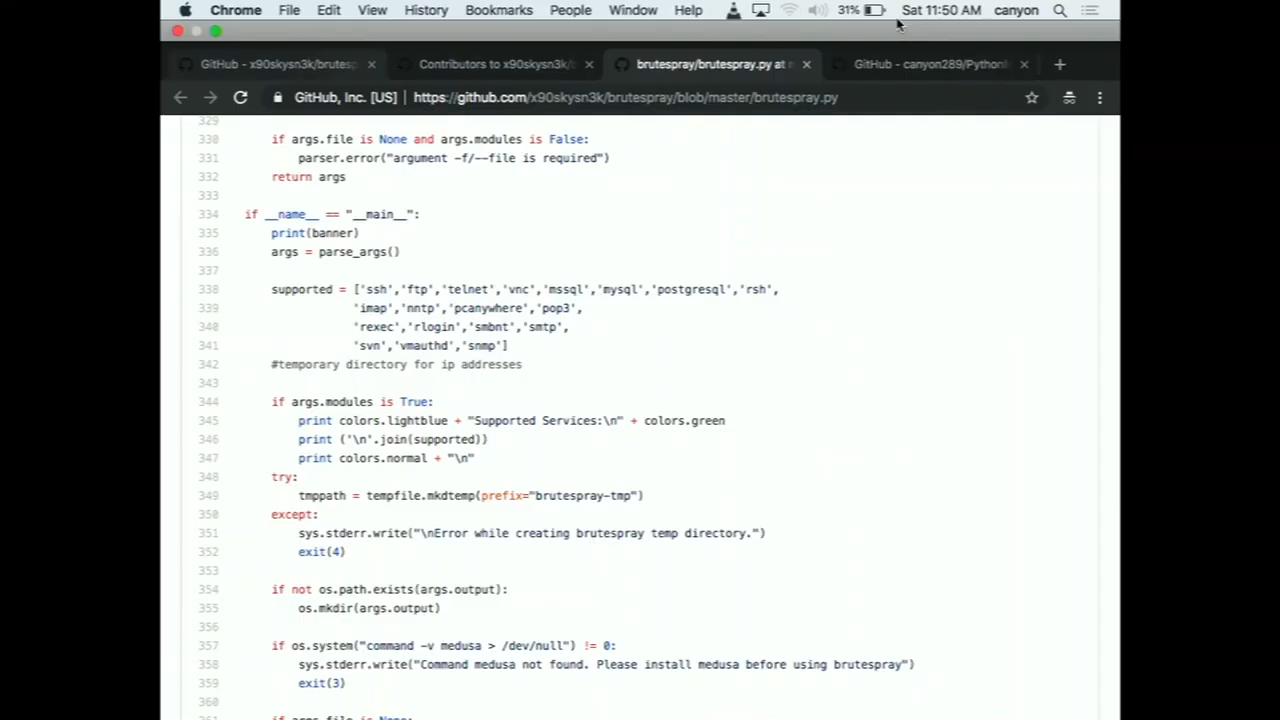 Chrome File Edit View History Bookmarks People Window Help 31% Sat 11:50 AM canyon
GitHub - x90skysn3k/brutesp Contributors to x90skysn3k/ brutespray/brutespray.py at GitHub - canyon289/Python
GitHub, Inc. [US] https://github.com/x90skysn3k/brutespray/blob/master/brutespray.py
329
330 if args.file is None and args.modules is False:
331 parser.error("argument -f/--file is required")
332 return args
333
334 if __name__ == "__main__":
335 print(banner)
336 args = parse_args()
337
338 supported = ['ssh','ftp','telnet','vnc','mssql','mysql','postgresql','rsh',
339 'imap','nntp','pcanywhere','pop3',
340 'rexec','rlogin','smbnt','smtp',
341 'svn','vmauthd','snmp']
342 #temporary directory for ip addresses
343
344 if args.modules is True:
345 print colors.lightblue + "Supported Services:\n" + colors.green
346 print ('\n'.join(supported))
347 print colors.normal + "\n"
348 try:
349 tmppath = tempfile.mkdtemp(prefix="brutespray-tmp")
350 except:
351 sys.stderr.write("\nError while creating brutespray temp directory.")
352 exit(4)
353
354 if not os.path.exists(args.output):
355 os.mkdir(args.output)
356
357 if os.system("command -v medusa > /dev/null") != 0:
358 sys.stderr.write("Command medusa not found. Please install medusa before using brutespray")
359 exit(3)
360
361 if args.file is None: